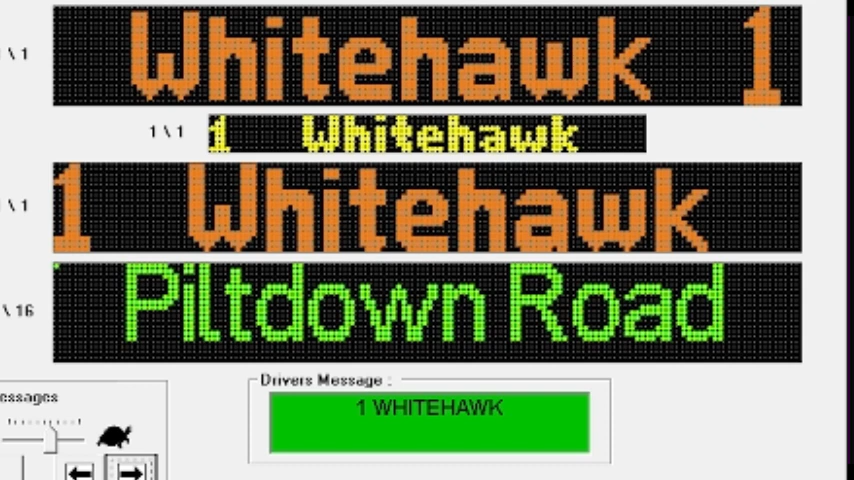 \ 1
Whitehawk 1
1 \ 1
1 Whitehawk
\ 1
1 Whitehawk
\ 16
Piltdown Road
Drivers Message :
1 WHITEHAWK
essages